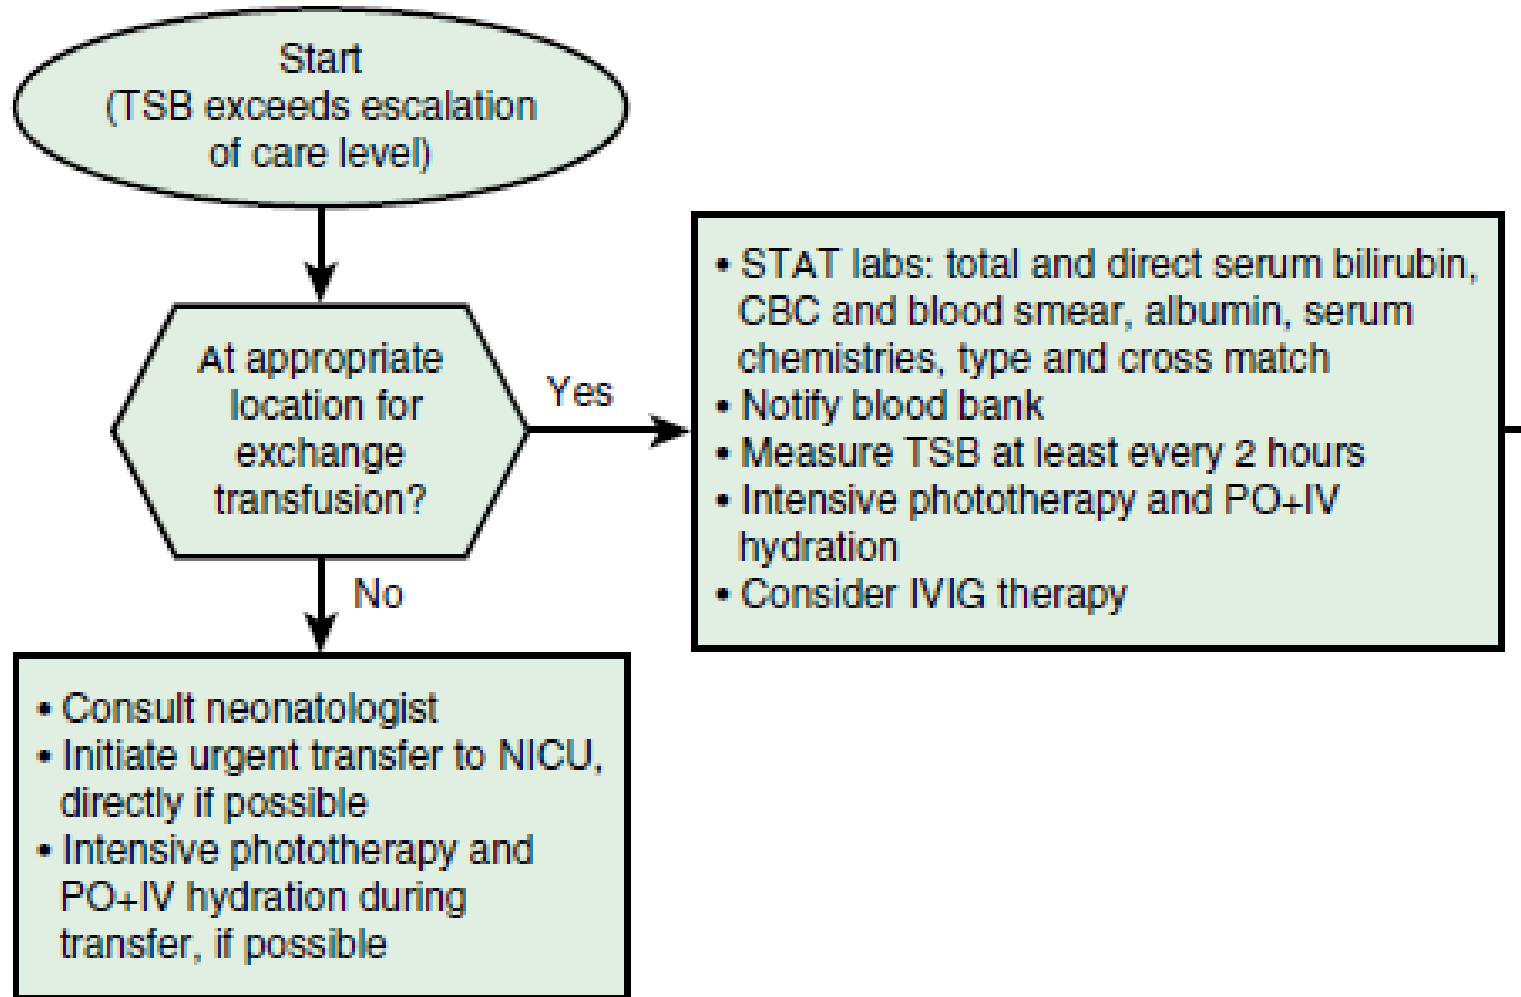 Start
(TSB exceeds escalation
of care level)
At appropriate
location for
exchange
transfusion?
Yes
• STAT labs: total and direct serum bilirubin,
CBC and blood smear, albumin, serum
chemistries, type and cross match
• Notify blood bank
• Measure TSB at least every 2 hours
• Intensive phototherapy and PO+IV
hydration
• Consider IVIG therapy
No
• Consult neonatologist
• Initiate urgent transfer to NICU,
directly if possible
• Intensive phototherapy and
PO+IV hydration during
transfer, if possible